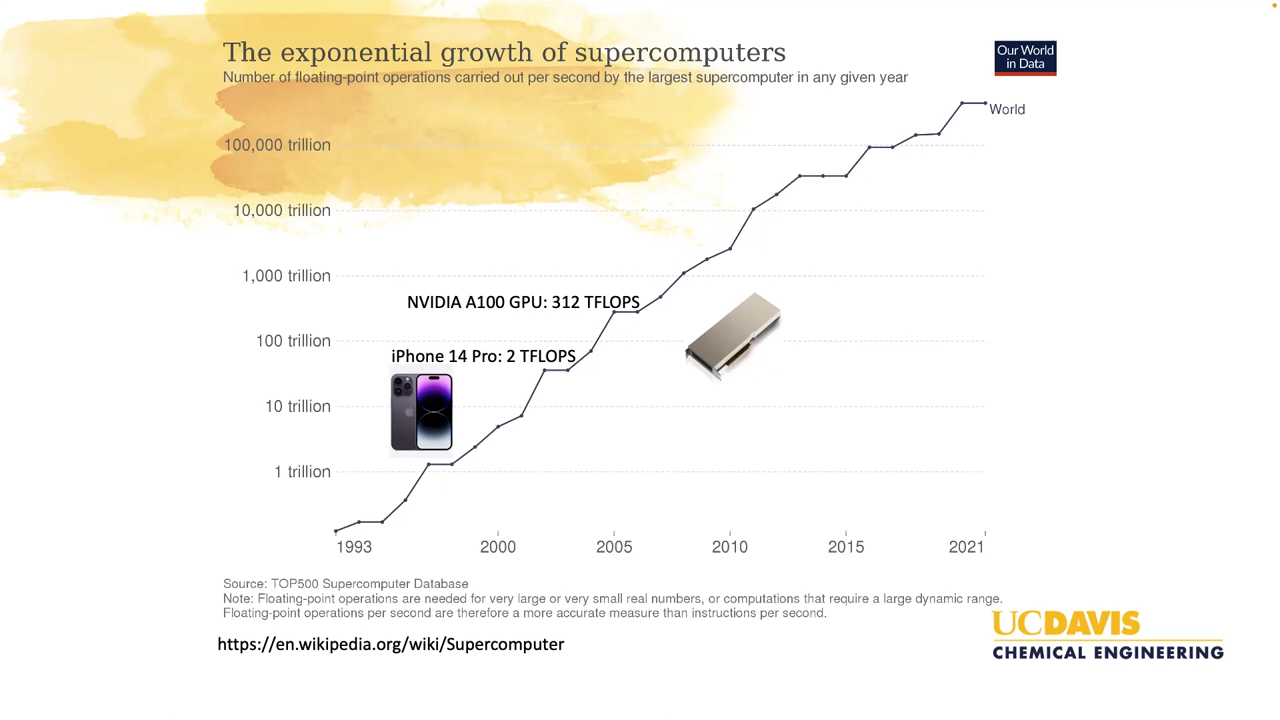 The exponential growth of supercomputers
Number of floating-point operations carried out per second by the largest supercomputer in any given year
Our World
in Data
World
100,000 trillion
10,000 trillion
1,000 trillion
NVIDIA A100 GPU: 312 TFLOPS
100 trillion
iPhone 14 Pro: 2 TFLOPS
10 trillion
1 trillion
1993 2000 2005 2010 2015 2021
Source: TOP500 Supercomputer Database
Note: Floating-point operations are needed for very large or very small real numbers, or computations that require a large dynamic range.
Floating-point operations per second are therefore a more accurate measure than instructions per second.
UCDAVIS
CHEMICAL ENGINEERING
https://en.wikipedia.org/wiki/Supercomputer